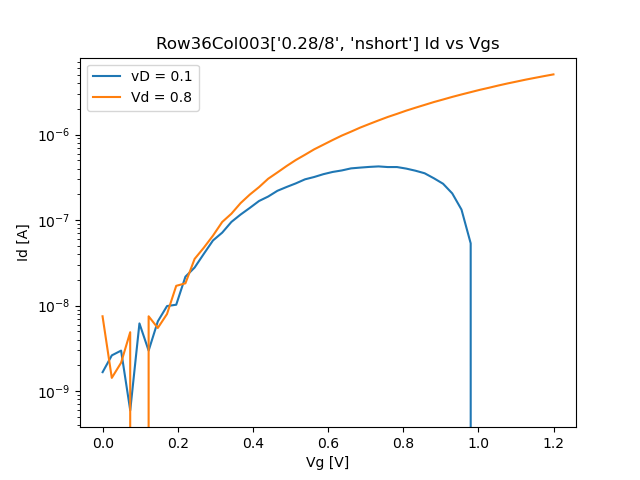 Row36Col003['0.28/8', 'nshort'] Id vs Vgs
vD = 0.1
Vd = 0.8
10⁻⁶
10⁻⁷
10⁻⁸
10⁻⁹
Id [A]
0.0 0.2 0.4 0.6 0.8 1.0 1.2
Vg [V]